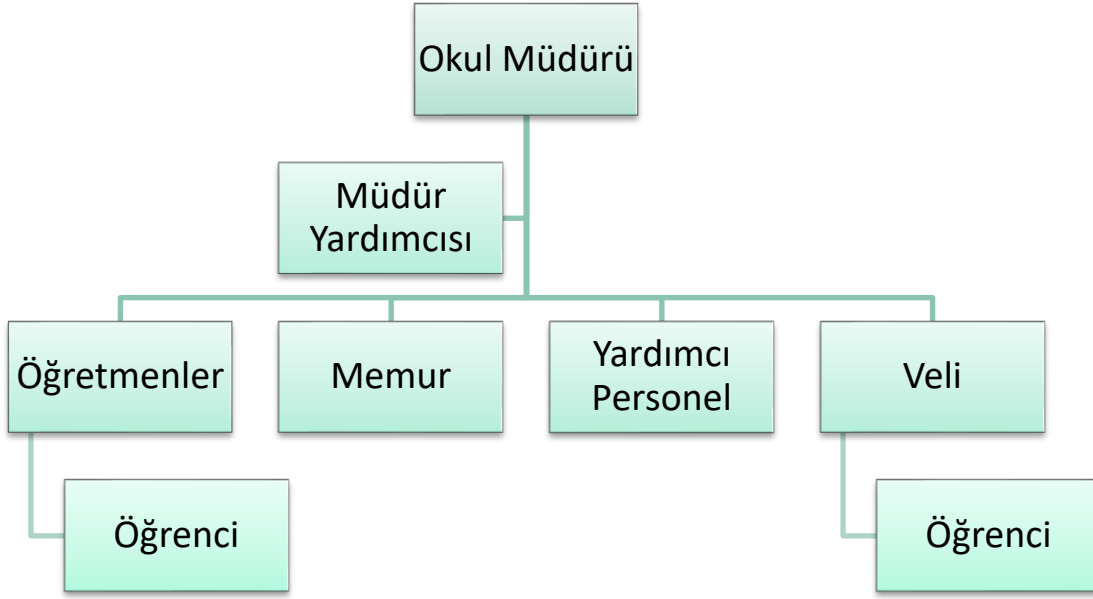 Okul Müdürü
Müdür
Yardımcısı
Öğretmenler
Memur
Yardımcı
Personel
Veli
Öğrenci
Öğrenci